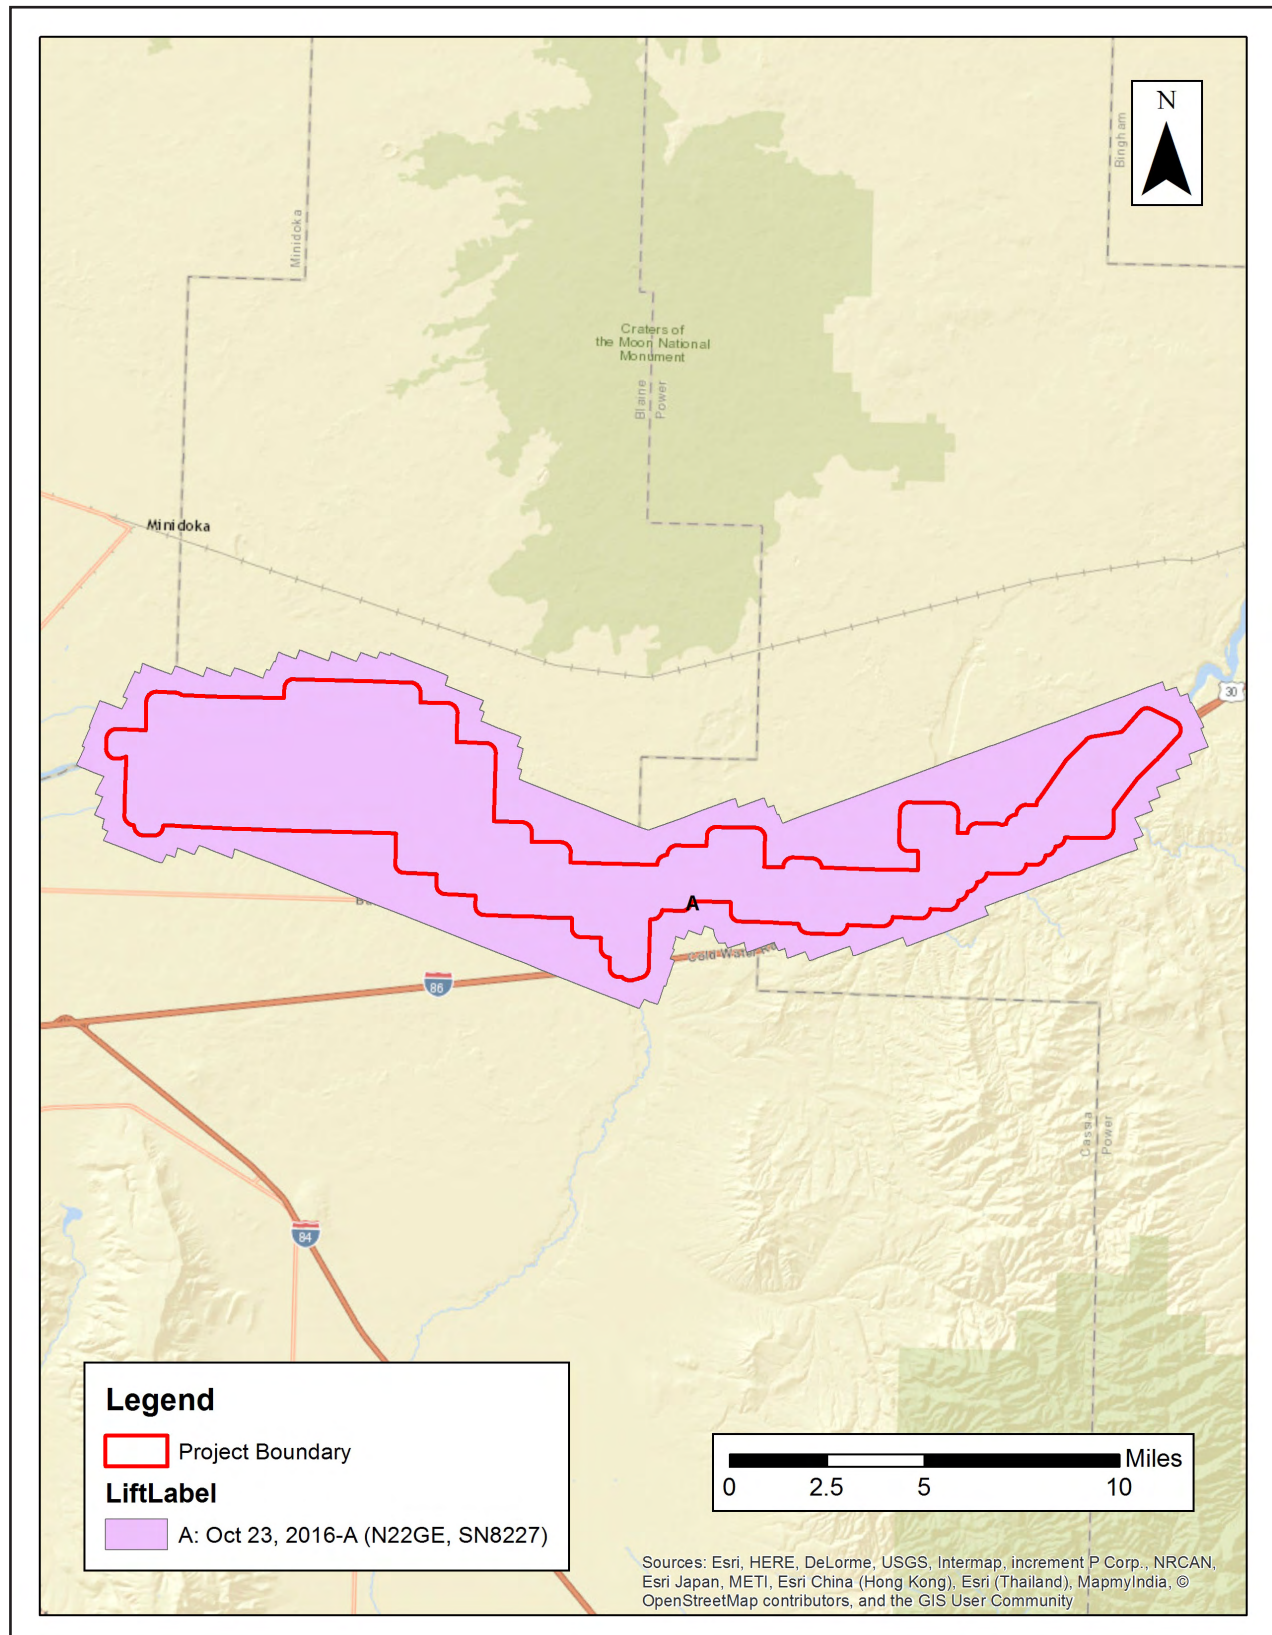 N
Bingham
Minidoka
Craters of
the Moon National
Monument
Blaine
Power
Minidoka
30
A
Cold Water
86
Cassia
Power
84
Legend
Project Boundary
LiftLabel
A: Oct 23, 2016-A (N22GE, SN8227)
Miles
0 2.5 5 10
Sources: Esri, HERE, DeLorme, USGS, Intermap, increment P Corp., NRCAN,
Esri Japan, METI, Esri China (Hong Kong), Esri (Thailand), MapmyIndia, ©
OpenStreetMap contributors, and the GIS User Community